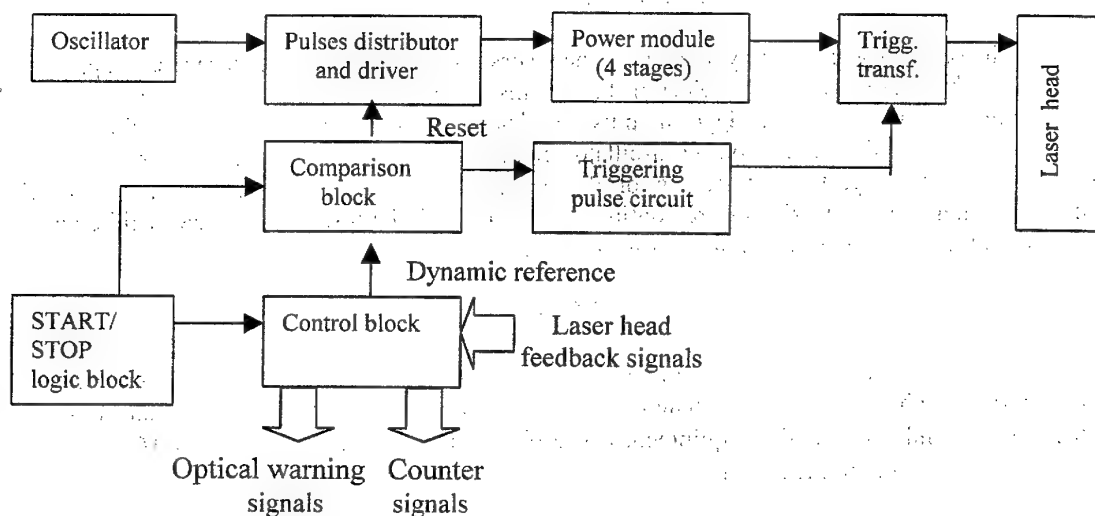 Oscillator
Pulses distributor
and driver
Power module
(4 stages)
Trigg.
transf.
Laser head
Reset
Comparison
block
Triggering
pulse circuit
Dynamic reference
START/
STOP
logic block
Control block
Laser head
feedback signals
Optical warning
signals
Counter
signals